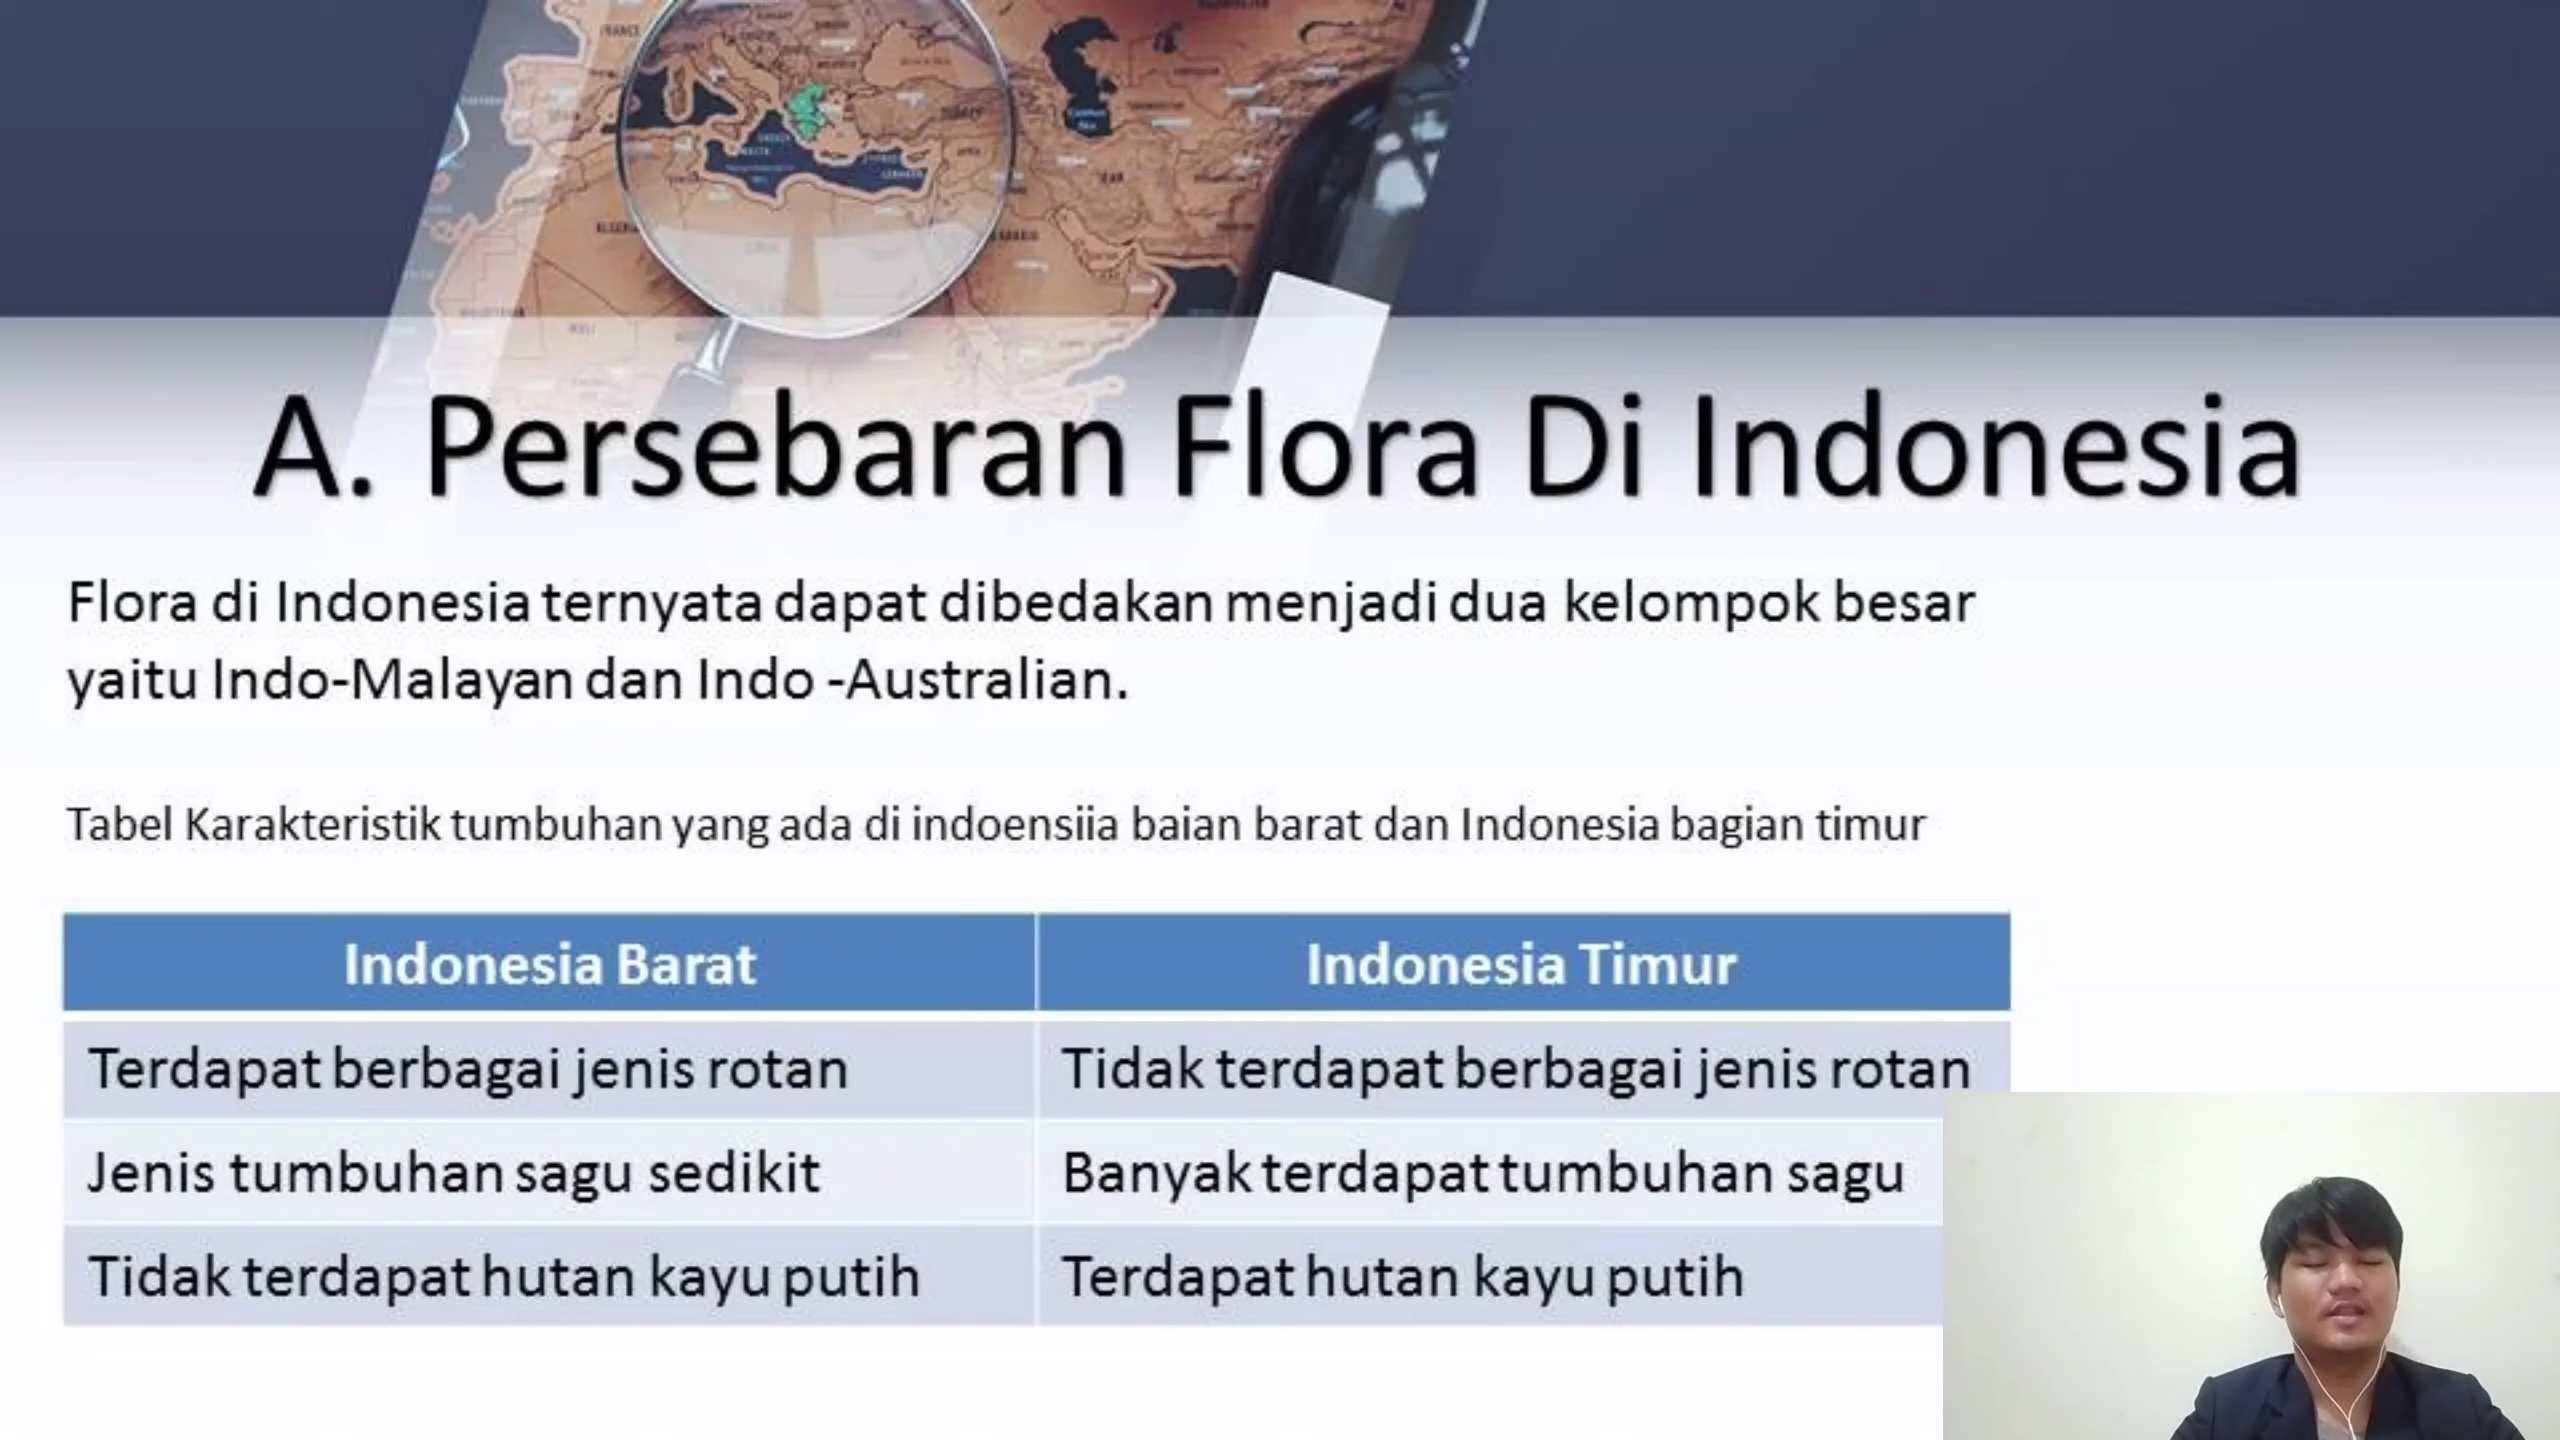 A. Persebaran Flora Di Indonesia
Flora di Indonesia ternyata dapat dibedakan menjadi dua kelompok besar
yaitu Indo-Malayan dan Indo -Australian.
Tabel Karakteristik tumbuhan yang ada di indoensiia baian barat dan Indonesia bagian timur
Indonesia Barat
Indonesia Timur
Terdapat berbagai jenis rotan
Tidak terdapat berbagai jenis rotan
Jenis tumbuhan sagu sedikit
Banyak terdapat tumbuhan sagu
Tidak terdapat hutan kayu putih
Terdapat hutan kayu putih